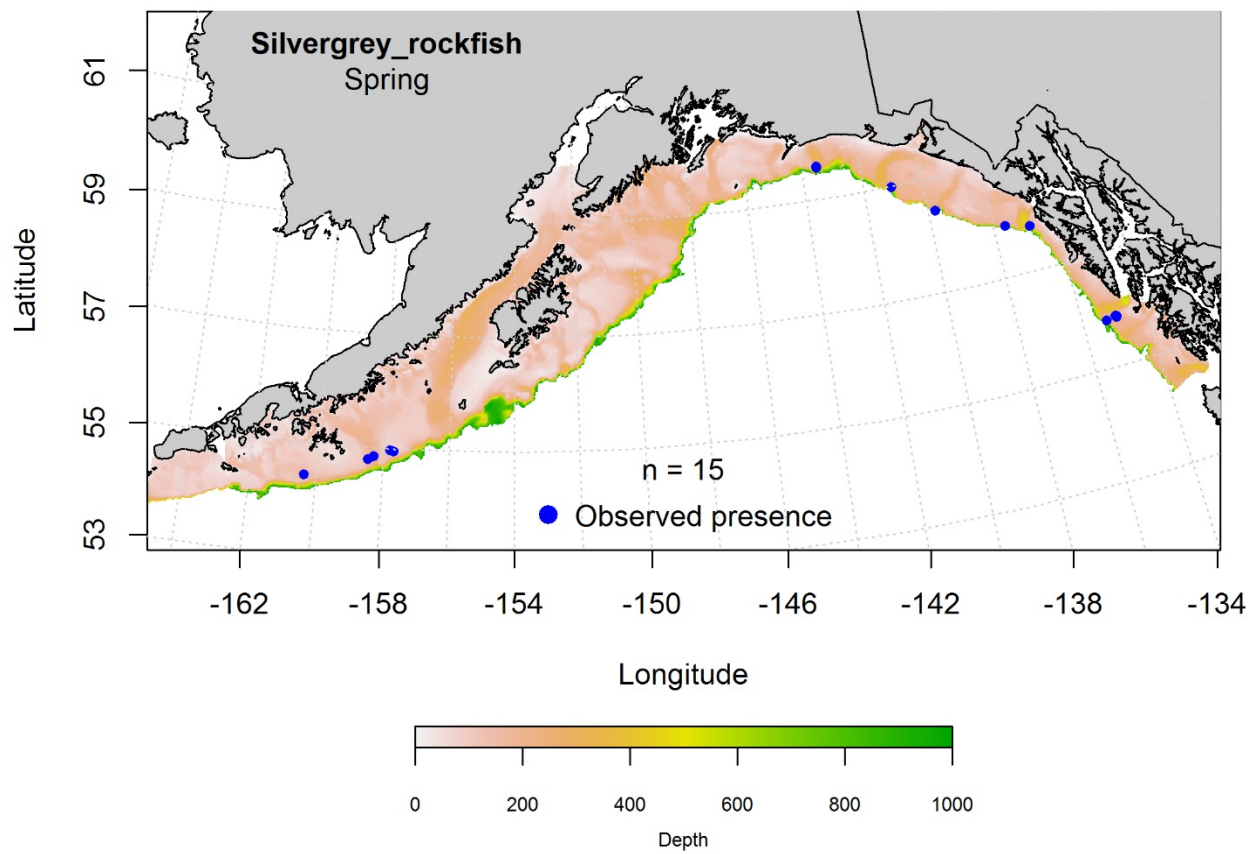 Silvergrey_rockfish
Spring
61
59
57
55
53
Latitude
n = 15
Observed presence
-162 -158 -154 -150 -146 -142 -138 -134
Longitude
0 200 400 600 800 1000
Depth